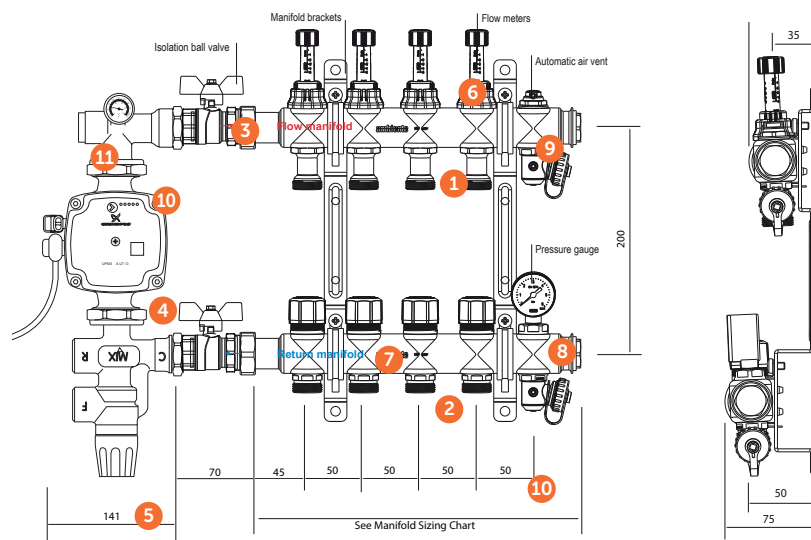 Manifold brackets
Flow meters
Isolation ball valve
Automatic air vent
35
6
3
Flow manifold
9
11
1
10
200
UPM3 AUTO
Pressure gauge
4
R
MIX
C
Return manifold
7
8
F
2
70
45
50
50
50
50
10
50
141
5
See Manifold Sizing Chart
75